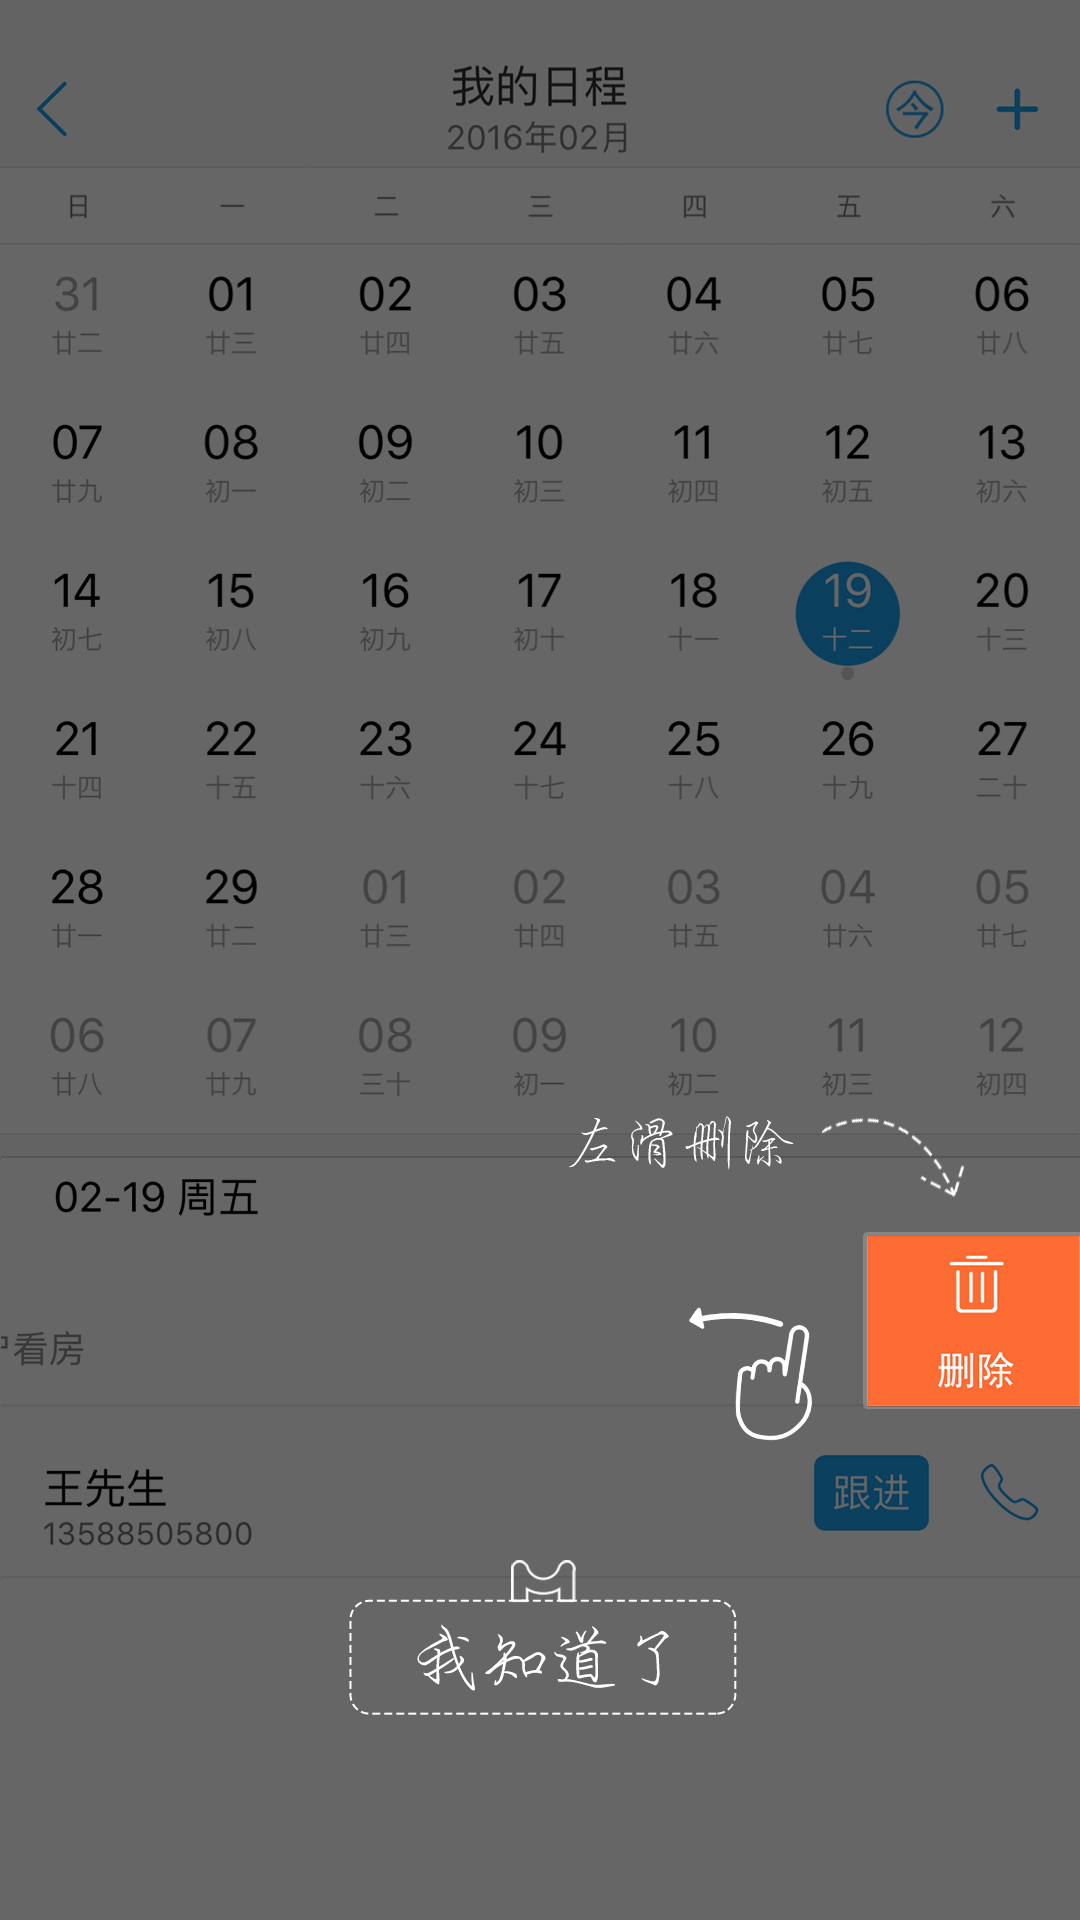 我的日程
2016年02月
今
日 一 二 三 四 五 六
31 01 02 03 04 05 06
廿二 廿三 廿四 廿五 廿六 廿七 廿八
07 08 09 10 11 12 13
廿九 初一 初二 初三 初四 初五 初六
14 15 16 17 18 19 20
初七 初八 初九 初十 十一 十二 十三
21 22 23 24 25 26 27
十四 十五 十六 十七 十八 十九 二十
28 29 01 02 03 04 05
廿一 廿二 廿三 廿四 廿五 廿六 廿七
06 07 08 09 10 11 12
廿八 廿九 三十 初一 初二 初三 初四
左滑删除
02-19 周五
看房
删除
王先生
13588505800
跟进
我知道了